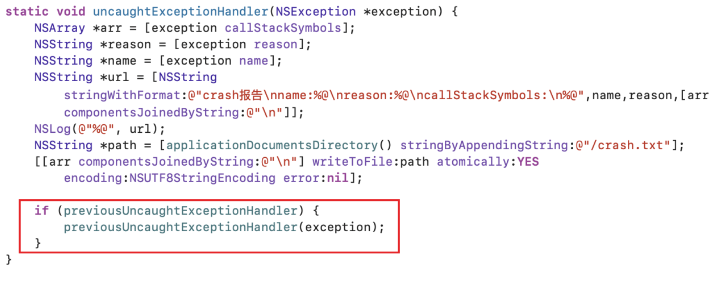 static void uncaughtExceptionHandler(NSException *exception) {
NSArray *arr = [exception callStackSymbols];
NSString *reason = [exception reason];
NSString *name = [exception name];
NSString *url = [NSString
stringWithFormat:@"crash报告\nname:%@\nreason:%@\ncallStackSymbols:\n%@",name,reason,[arr
componentsJoinedByString:@"\n"]];
NSLog(@"%@", url);
NSString *path = [applicationDocumentsDirectory() stringByAppendingString:@"/crash.txt"];
[[arr componentsJoinedByString:@"\n"] writeToFile:path atomically:YES
encoding:NSUTF8StringEncoding error:nil];
if (previousUncaughtExceptionHandler) {
previousUncaughtExceptionHandler(exception);
}
}